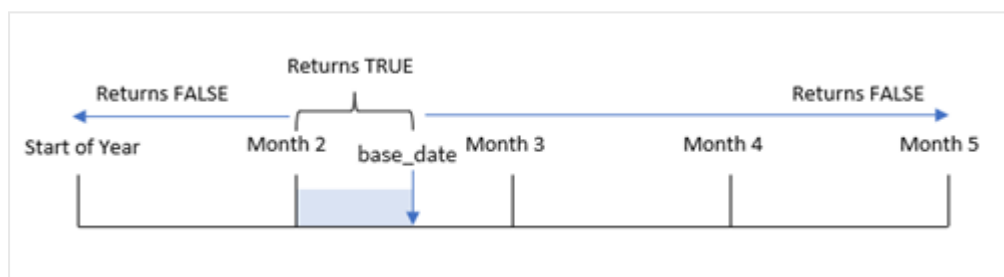 Returns TRUE
Returns FALSE
Returns FALSE
Start of Year
Month 2
base_date
Month 3
Month 4
Month 5